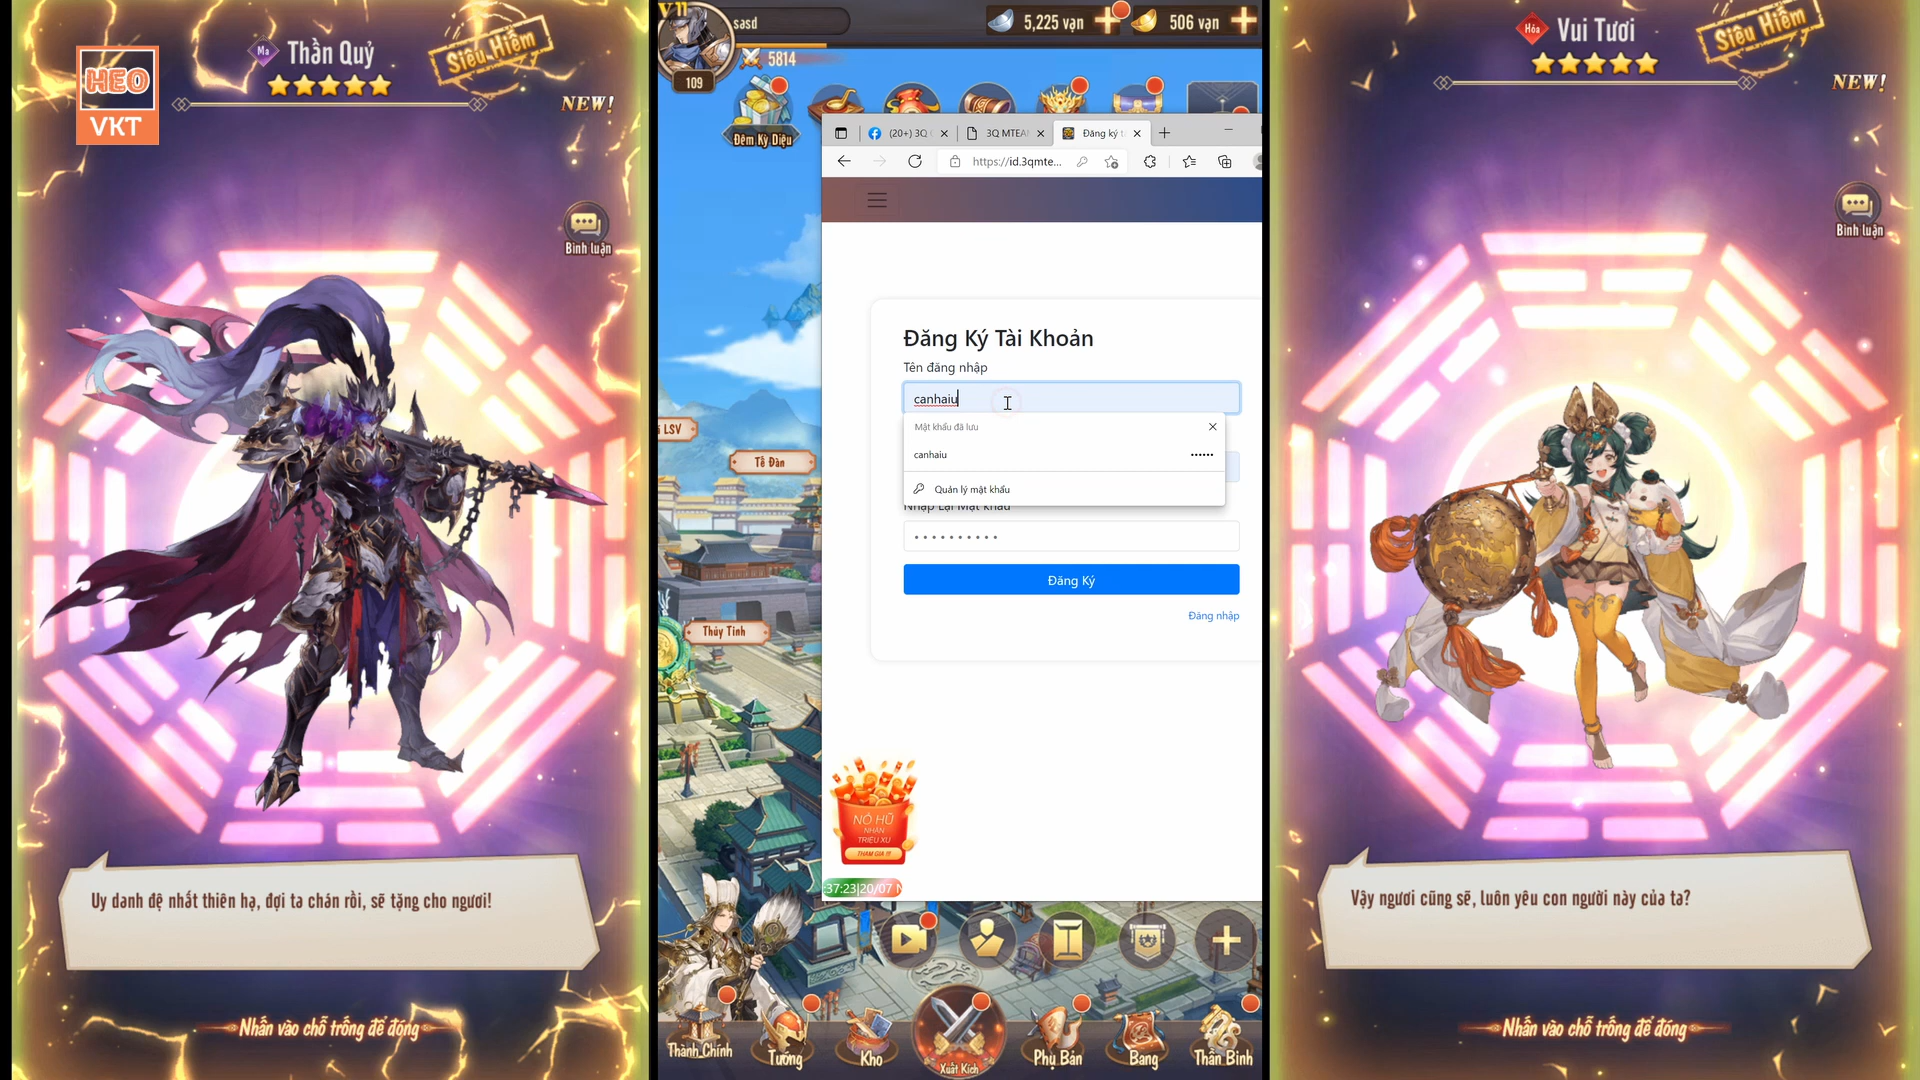 HEO
VKT
Ma
Thần Quỷ
Siêu Hiếm
NEW!
Bình luận
Uy danh đệ nhất thiên hạ, đợi ta chán rồi, sẽ tặng cho ngươi!
Nhấn vào chỗ trống để đóng
V11
sasd
5,225 vạn
506 vạn
5814
109
Đêm Kỳ Diệu
(20+) 3Q
3Q MTEA
Đăng ký t
https://id.3qmte...
Đăng Ký Tài Khoản
Tên đăng nhập
canhaiu
Mật khẩu đã lưu
canhaiu
Quản lý mật khẩu
Nhập Lại Mật khẩu
Đăng Ký
Đăng nhập
i LSV
Tế Đàn
Thủy Tinh
NỔ HŨ
NHẬN
TRIỆU XU
THAM GIA
:37:23|20/07
Thành Chính
Tướng
Kho
Xuất Kích
Phụ Bản
Bang
Thần Binh
Hỏa
Vui Tươi
Siêu Hiếm
NEW!
Bình luận
Vậy ngươi cũng sẽ, luôn yêu con người này của ta?
Nhấn vào chỗ trống để đóng